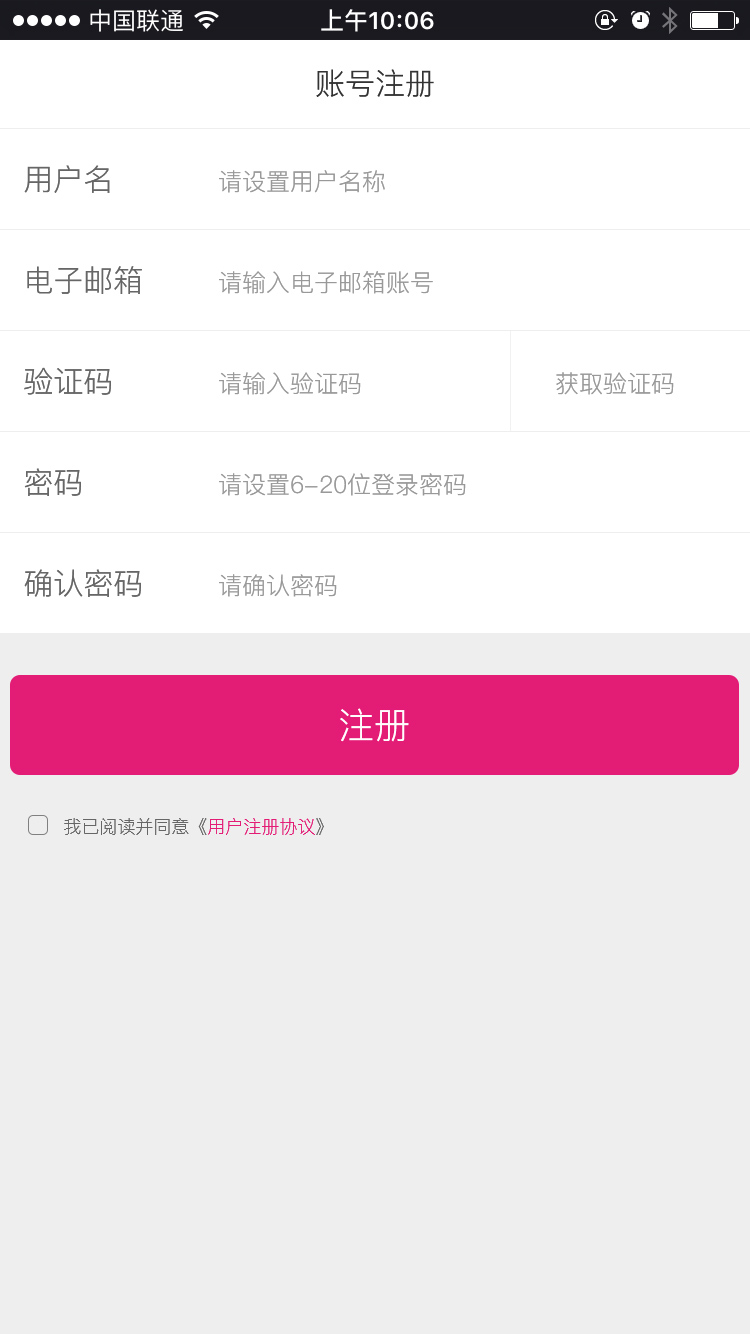 中国联通 上午10:06
账号注册
用户名 请设置用户名称
电子邮箱 请输入电子邮箱账号
验证码 请输入验证码 获取验证码
密码 请设置6-20位登录密码
确认密码 请确认密码
注册
我已阅读并同意《用户注册协议》